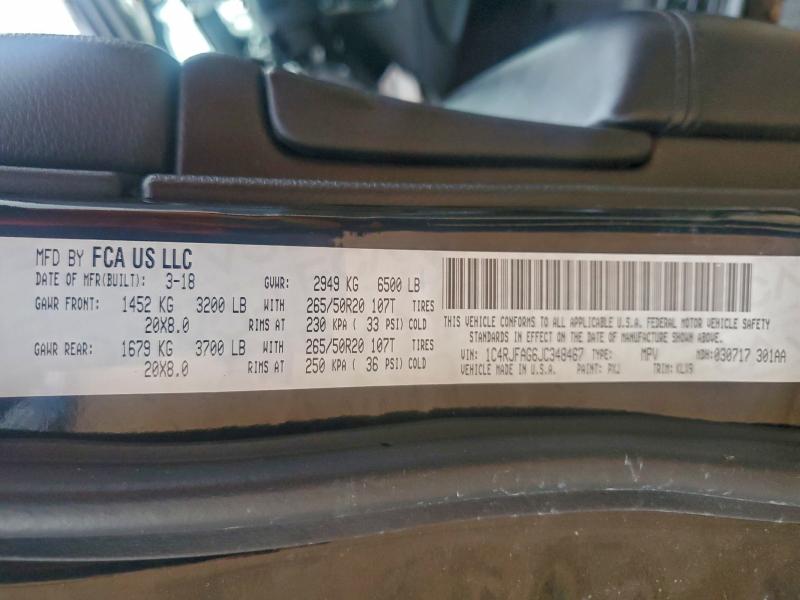 MFD BY FCA US LLC
DATE OF MFR(BUILT): 3-18 GVWR: 2949 KG 6500 LB
GAWR FRONT: 1452 KG 3200 LB WITH 265/50R20 107T TIRES
20X8.0 RIMS AT 230 KPA ( 33 PSI) COLD
GAWR REAR: 1679 KG 3700 LB WITH 265/50R20 107T TIRES
20X8.0 RIMS AT 250 KPA ( 36 PSI) COLD
THIS VEHICLE CONFORMS TO ALL APPLICABLE U.S.A. FEDERAL MOTOR VEHICLE SAFETY
STANDARDS IN EFFECT ON THE DATE OF MANUFACTURE SHOWN ABOVE.
VIN: 1C4RJFAG6JC348467 TYPE: MPV MDH: 030717 301AA
VEHICLE MADE IN U.S.A. PAINT: PXJ TRIM: KLX9